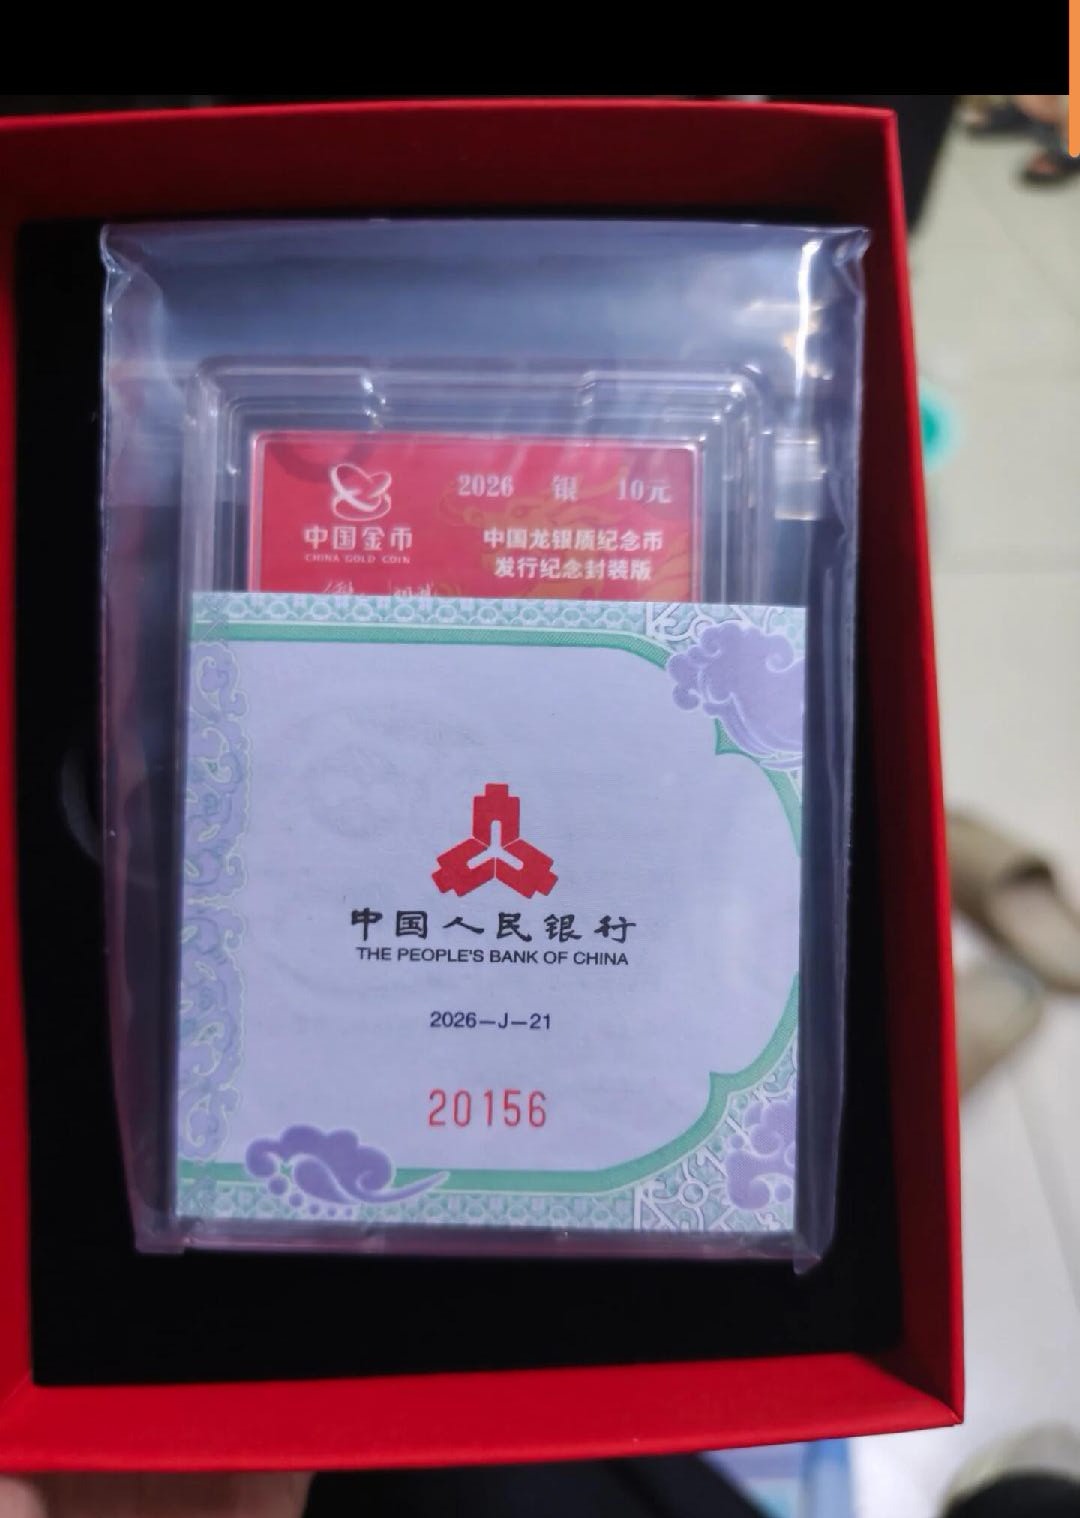 中国金币
CHINA GOLD COIN
2026 银 10元
中国龙银质纪念币
发行纪念封装版
中国人民银行
THE PEOPLE'S BANK OF CHINA
2026—J—21
20156